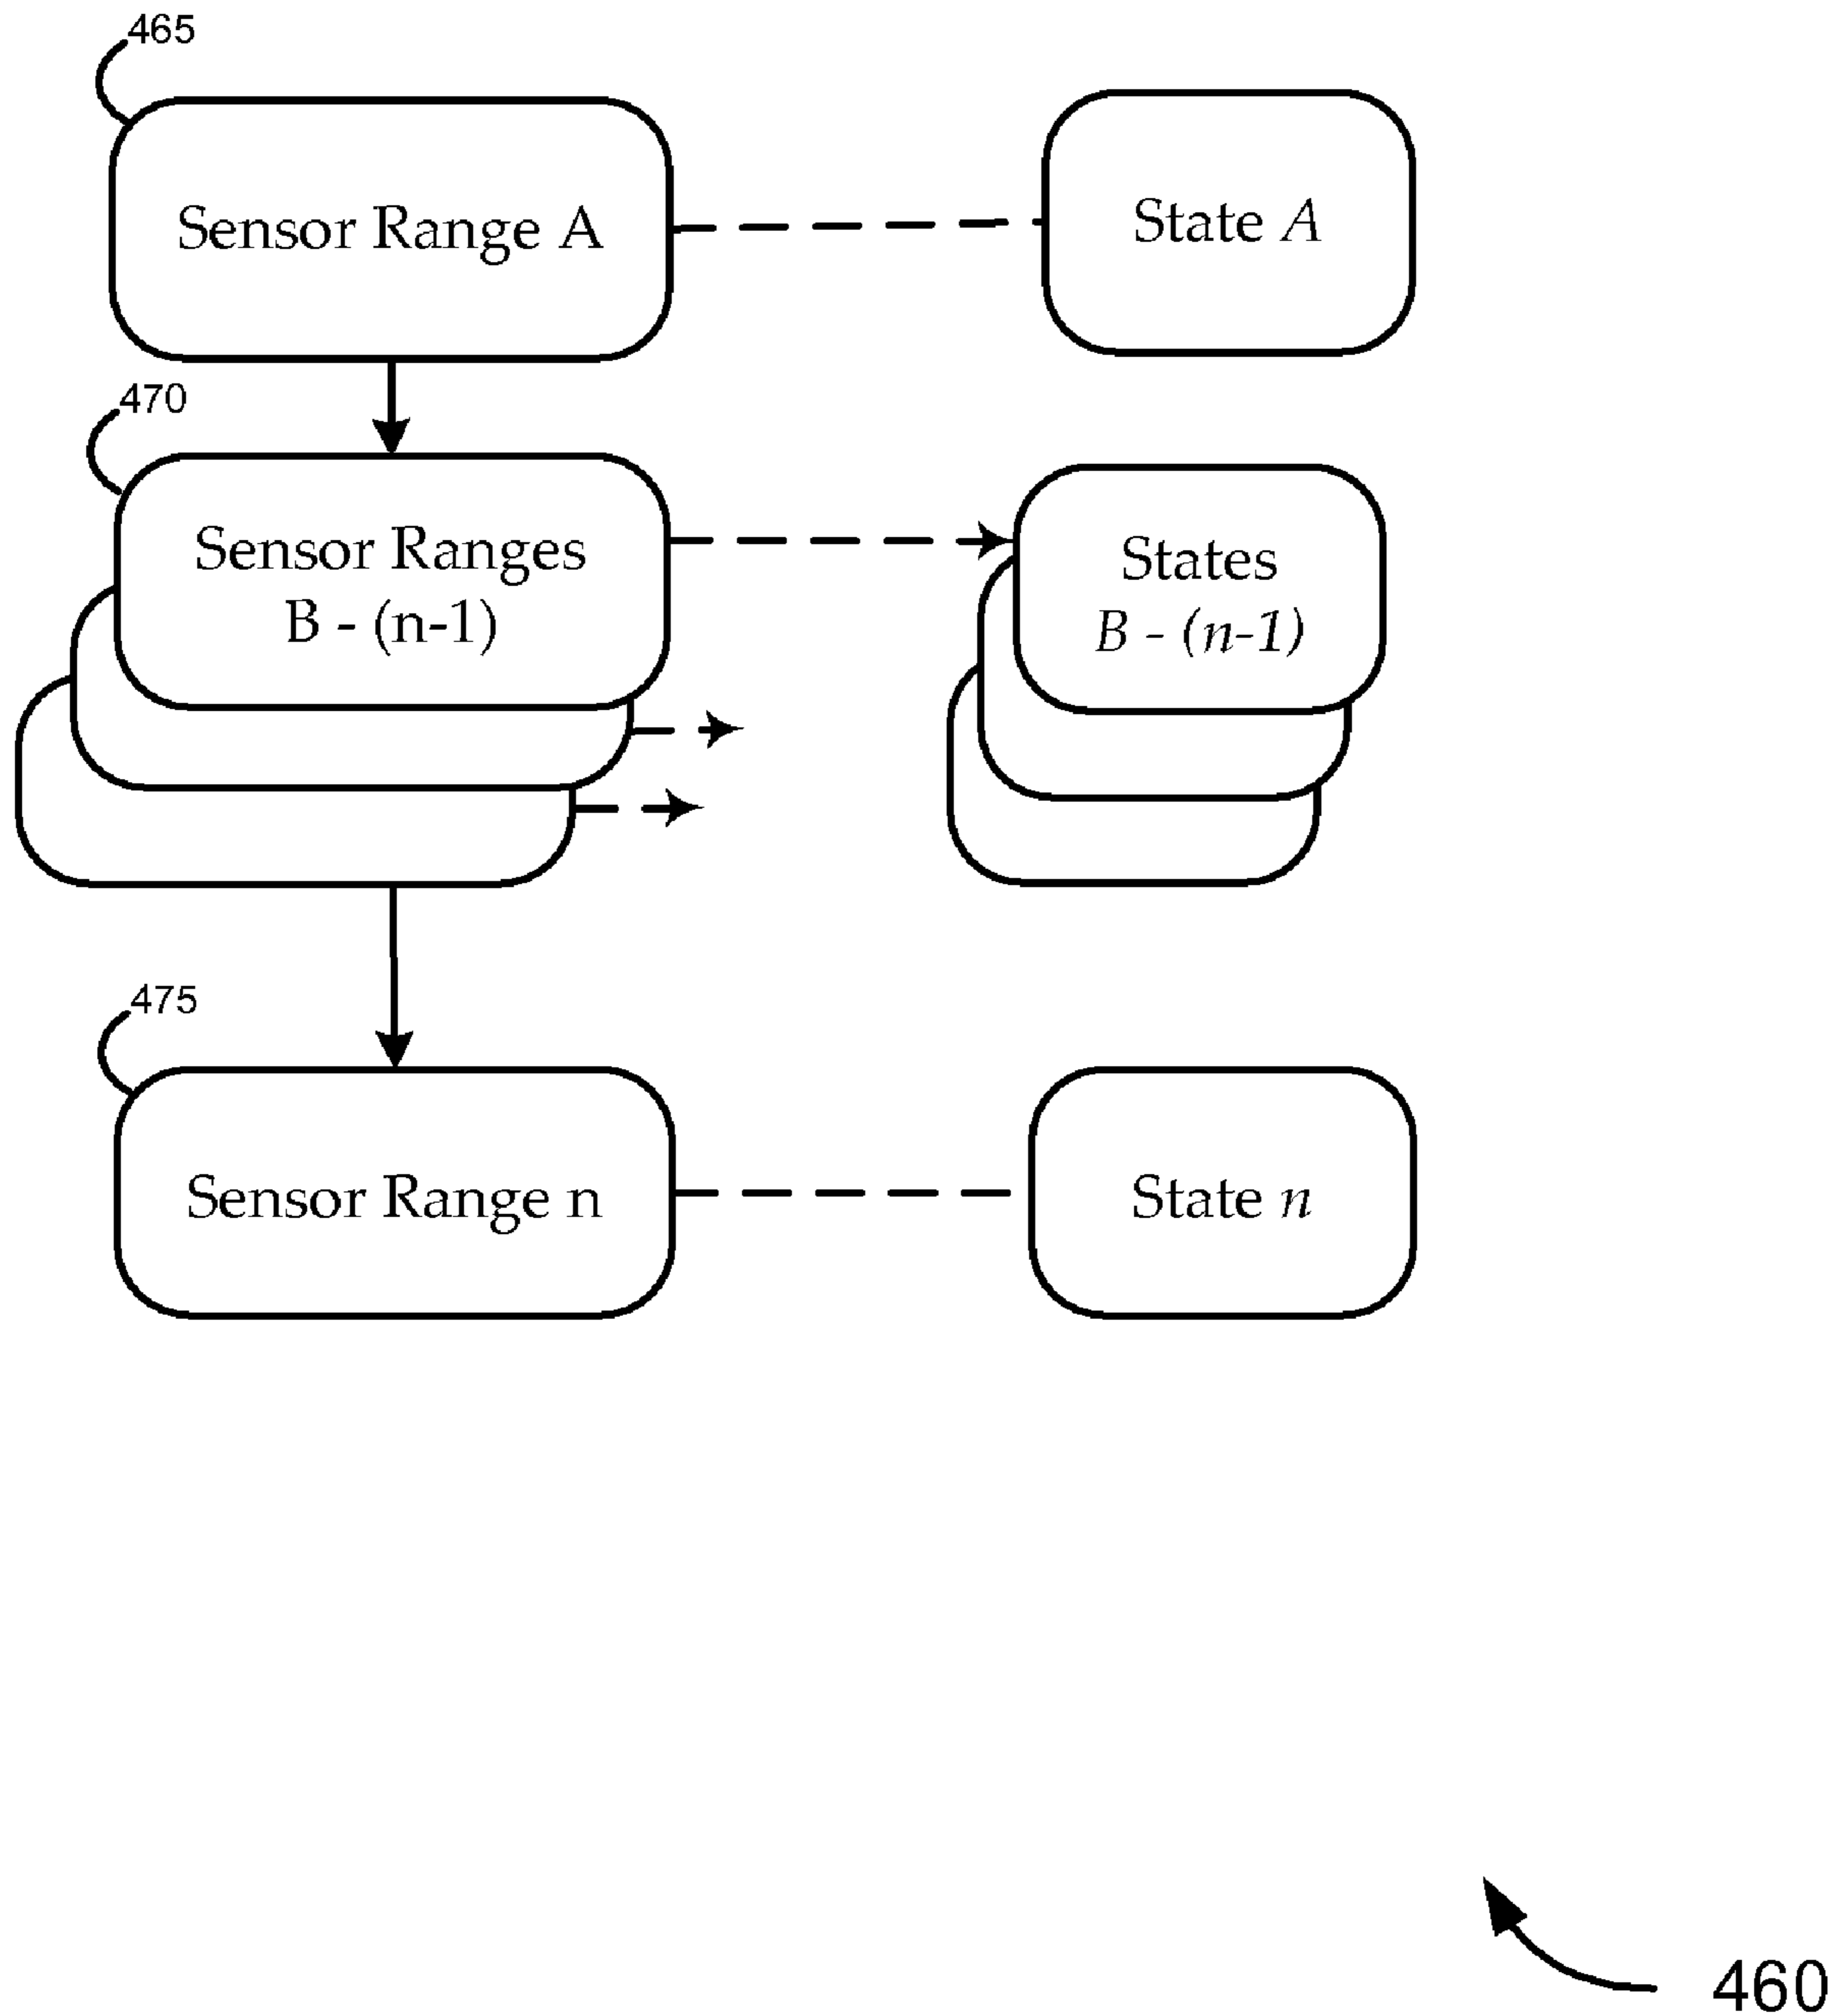 465
Sensor Range A
State A
470
Sensor Ranges
B - (n-1)
States
B - (n-1)
475
Sensor Range n
State n
460